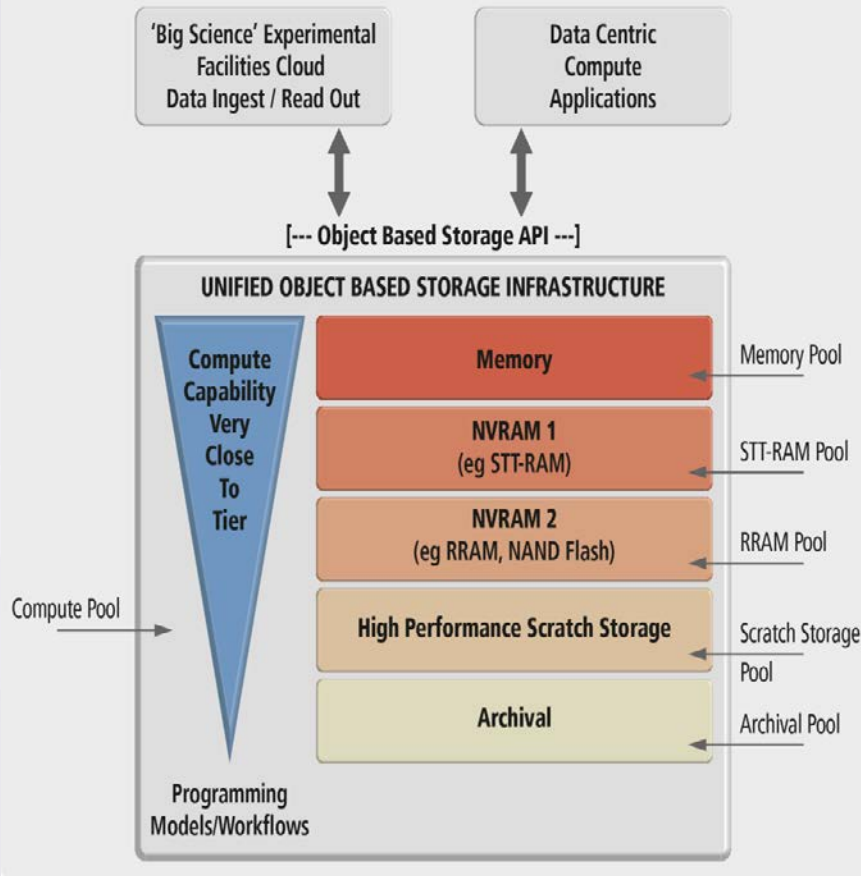 ‘Big Science’ Experimental
Facilities Cloud
Data Ingest / Read Out
Data Centric
Compute
Applications
[--- Object Based Storage API ---]
UNIFIED OBJECT BASED STORAGE INFRASTRUCTURE
Compute
Capability
Very
Close
To
Tier
Memory
Memory Pool
NVRAM 1
(eg STT-RAM)
STT-RAM Pool
NVRAM 2
(eg RRAM, NAND Flash)
RRAM Pool
Compute Pool
High Performance Scratch Storage
Scratch Storage
Pool
Archival
Archival Pool
Programming
Models/Workflows